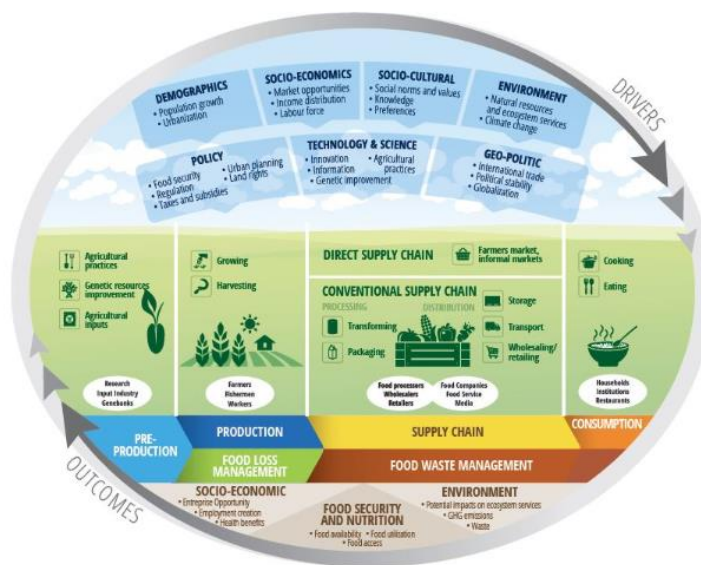 DRIVERS
DEMOGRAPHICS
• Population growth
• Urbanization
SOCIO-ECONOMICS
• Market opportunities
• Income distribution
• Labour force
SOCIO-CULTURAL
• Social norms and values
• Knowledge
• Preferences
ENVIRONMENT
• Natural resources
and ecosystem services
• Climate change
POLICY
• Food security
• Regulation
• Taxes and subsidies
• Urban planning
• Land rights
TECHNOLOGY & SCIENCE
• Innovation
• Information
• Genetic improvement
• Agricultural
practices
GEO-POLITIC
• International trade
• Political stability
• Globalization
Agricultural
practices
Genetic resources
improvement
Agricultural
inputs
Research
Input Industry
Genebanks
Growing
Harvesting
Farmers
Fishermen
Workers
DIRECT SUPPLY CHAIN
Farmers market,
informal markets
CONVENTIONAL SUPPLY CHAIN
PROCESSING
DISTRIBUTION
Transforming
Packaging
Storage
Transport
Wholesaling/
retailing
Food processors
Wholesalers
Retailers
Food Companies
Food Service
Media
Cooking
Eating
Households
Institutions
Restaurants
PRE-
PRODUCTION
PRODUCTION
SUPPLY CHAIN
CONSUMPTION
FOOD LOSS
MANAGEMENT
FOOD WASTE MANAGEMENT
OUTCOMES
SOCIO-ECONOMIC
• Entreprise Opportunity
• Employment creation
• Health benefits
FOOD SECURITY
AND NUTRITION
• Food availability • Food utilization
• Food access
ENVIRONMENT
• Potential impacts on ecosystem services
• GHG emissions
• Waste